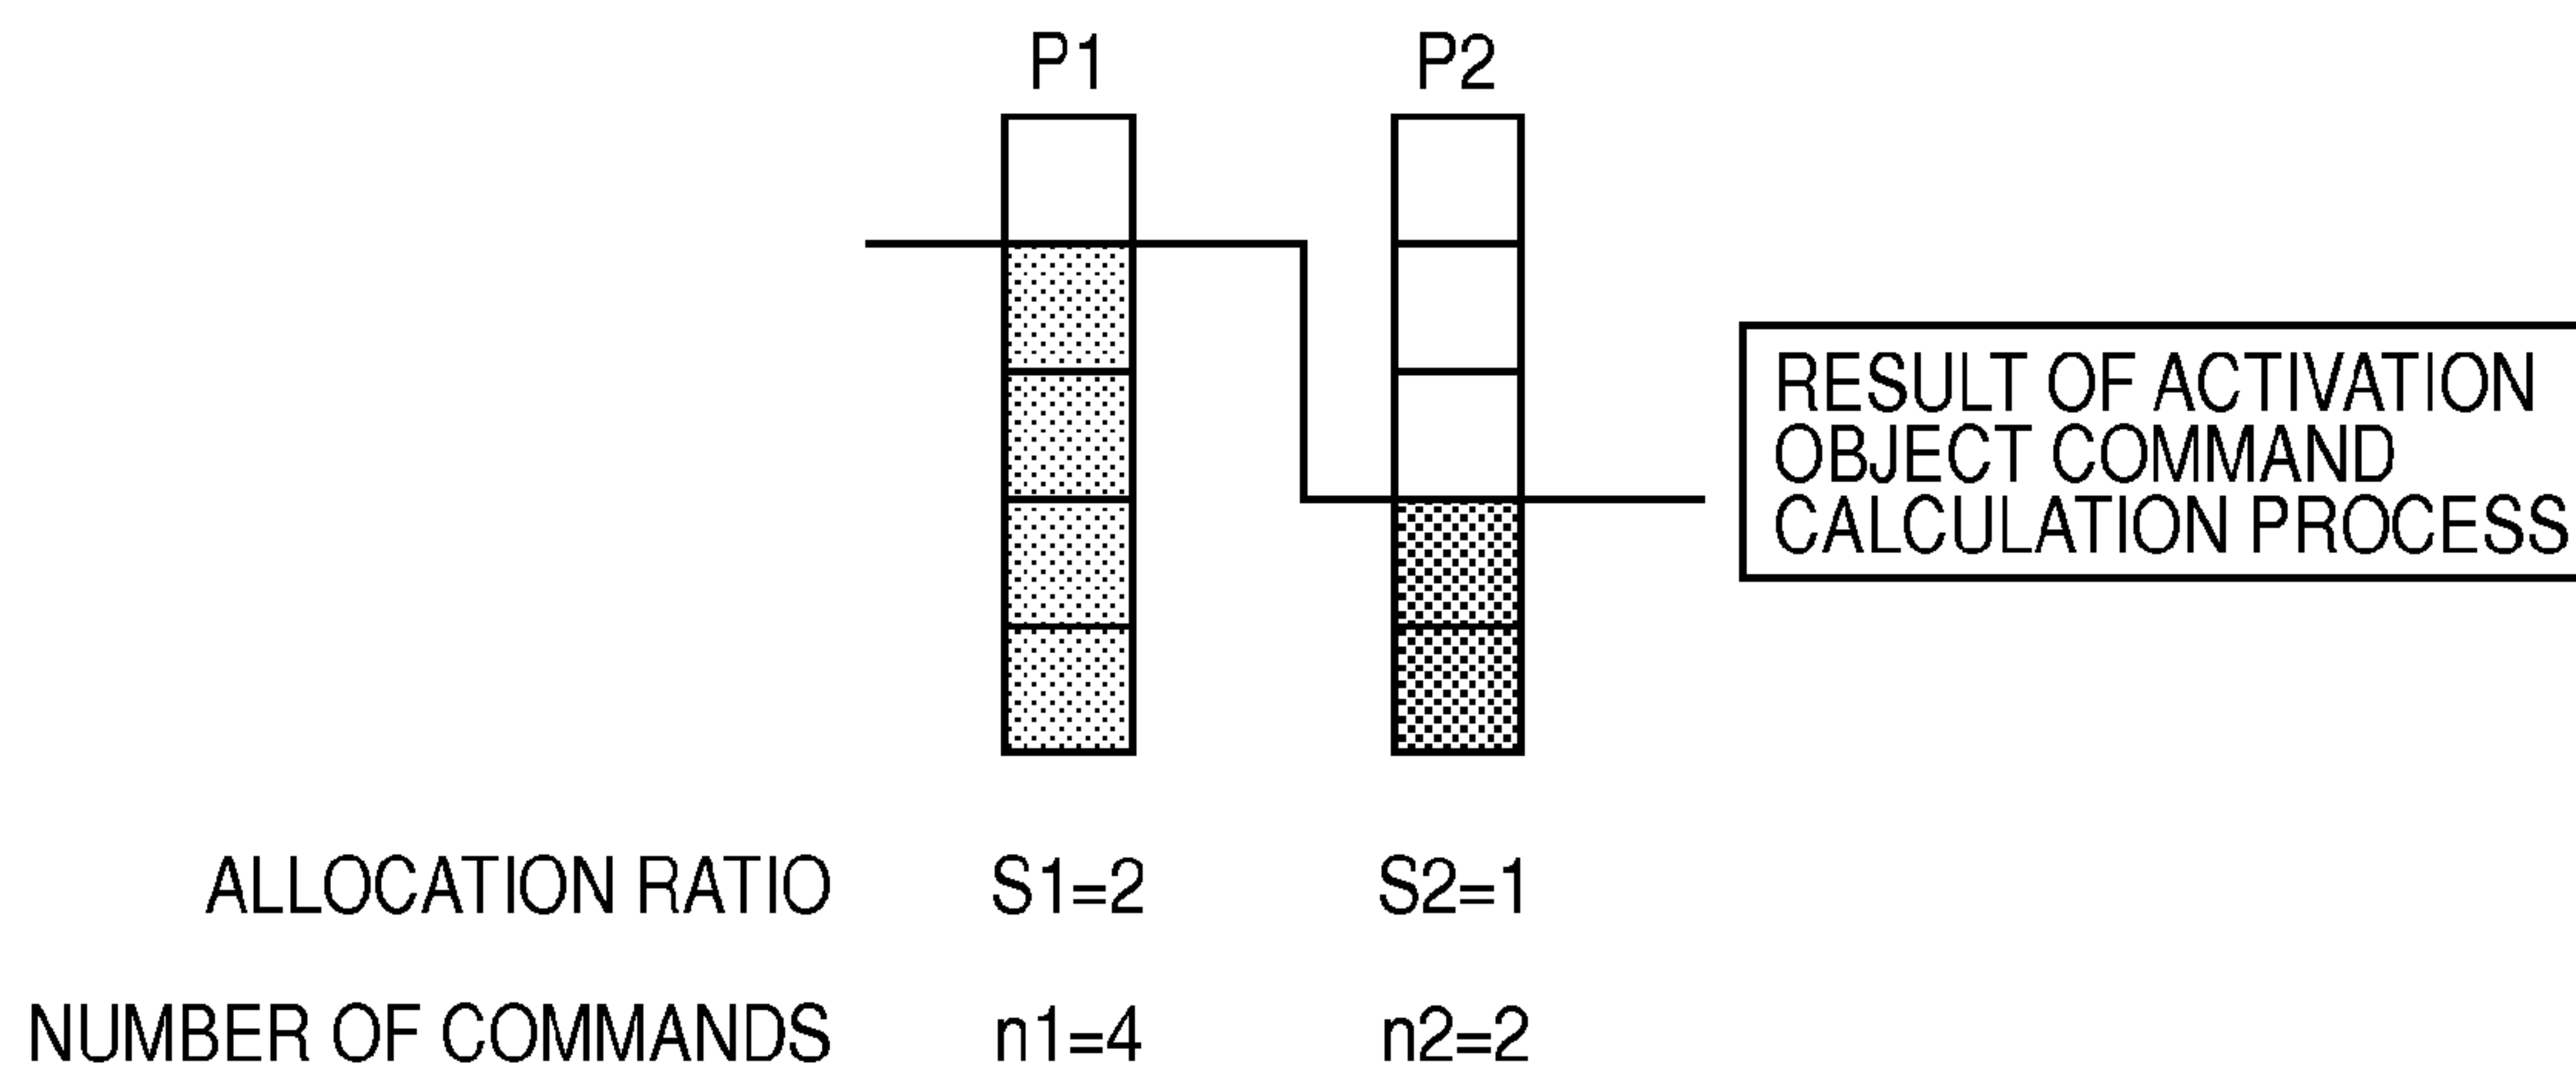 P1 P2
RESULT OF ACTIVATION
OBJECT COMMAND
CALCULATION PROCESS
ALLOCATION RATIO S1=2 S2=1
NUMBER OF COMMANDS n1=4 n2=2